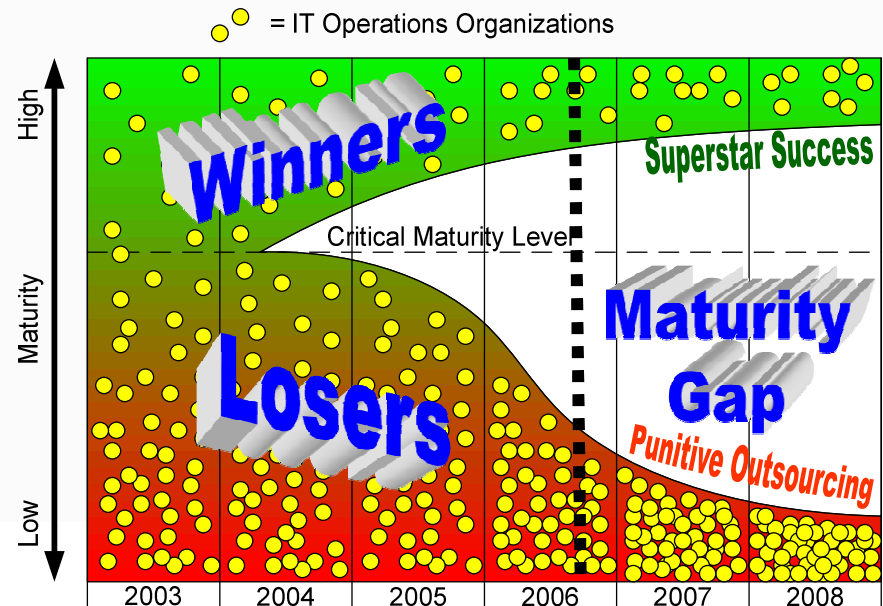 = IT Operations Organizations
High
Winners
Superstar Success
Critical Maturity Level
Maturity
Maturity
Gap
Losers
Punitive Outsourcing
Low
2003 2004 2005 2006 2007 2008